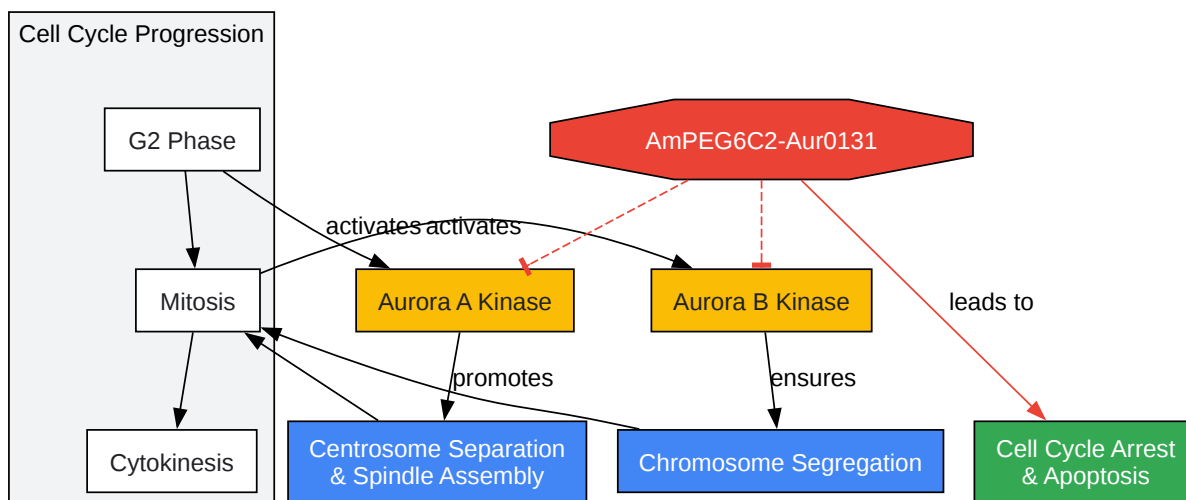 Cell Cycle Progression
G2 Phase
AmPEG6C2-Aur0131
activates
activates
Mitosis
Aurora A Kinase
Aurora B Kinase
leads to
promotes
ensures
Cytokinesis
Centrosome Separation
& Spindle Assembly
Chromosome Segregation
Cell Cycle Arrest
& Apoptosis